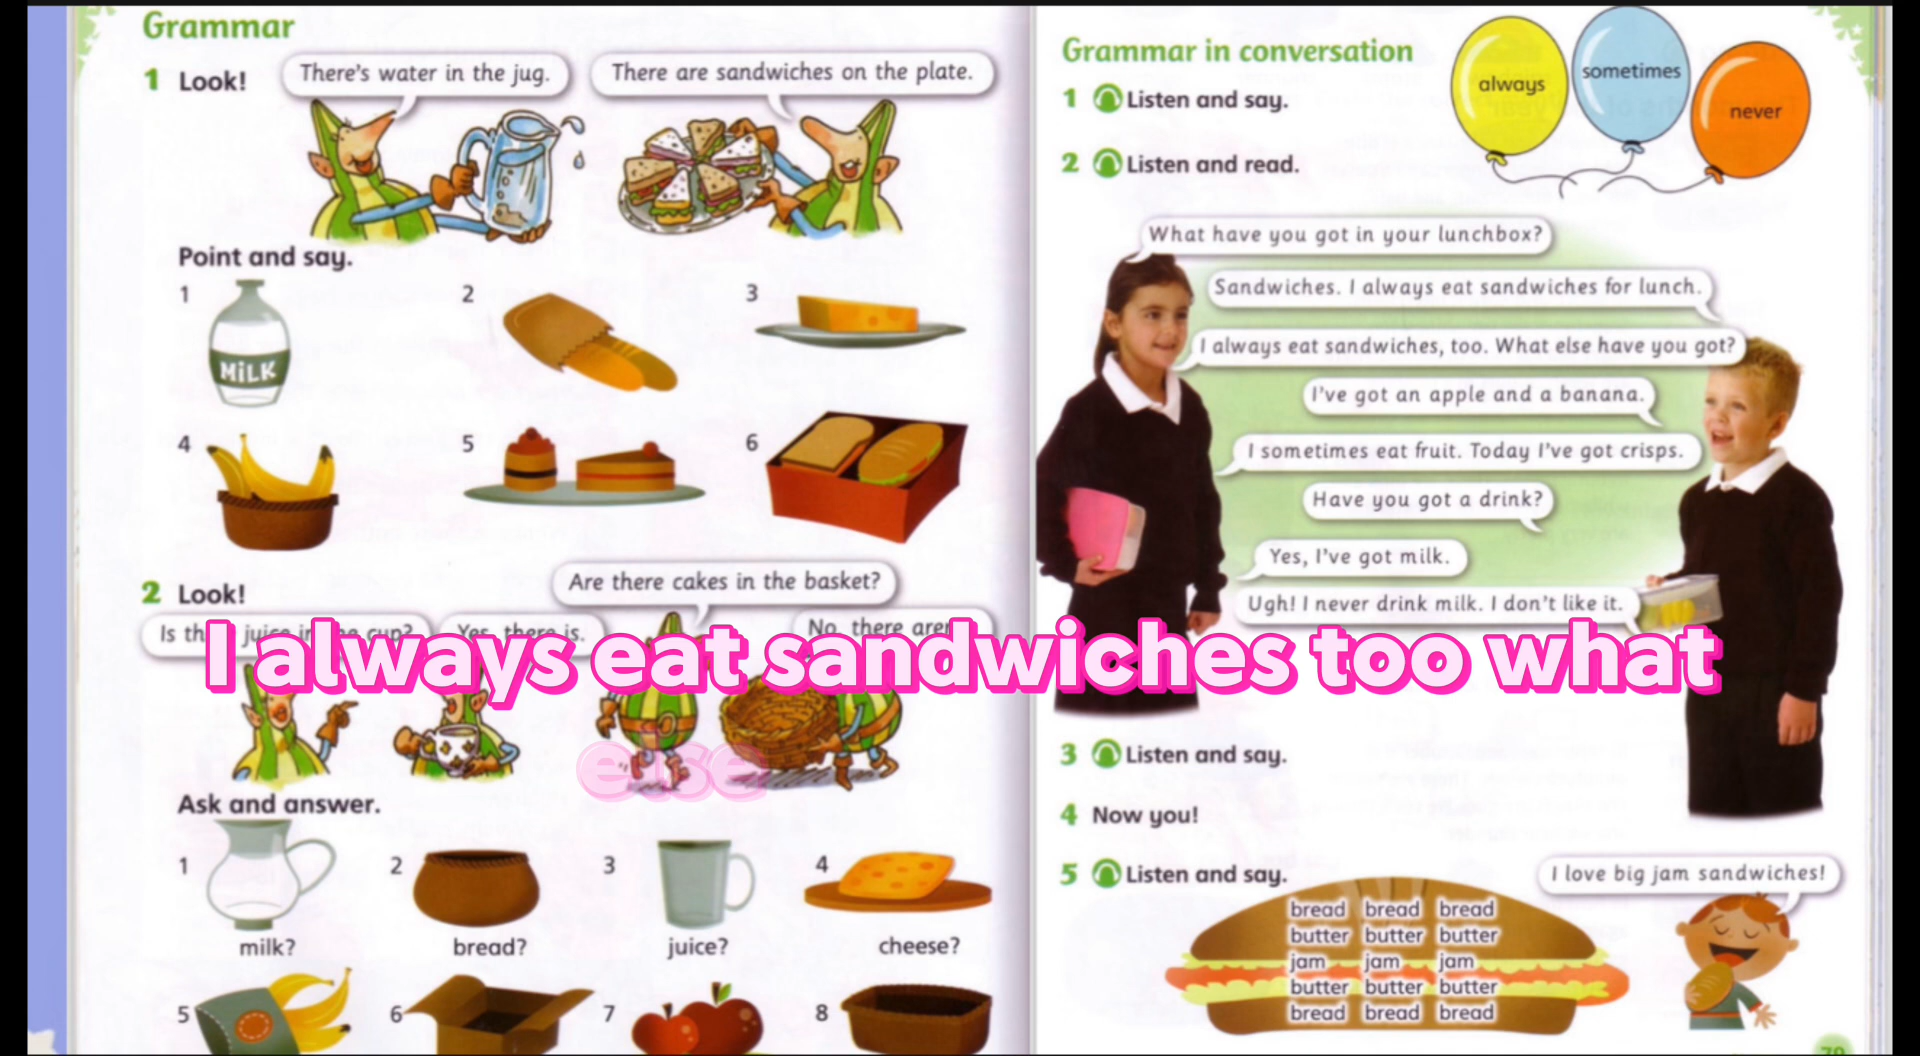 Grammar
1 Look!
There's water in the jug.
There are sandwiches on the plate.
Point and say.
1
MiLK
2
3
4
5
6
2 Look!
Are there cakes in the basket?
Yes, there is.
No, there
Ask and answer.
1
milk?
2
bread?
3
juice?
4
cheese?
5
6
7
8
Grammar in conversation
1 Listen and say.
2 Listen and read.
always
sometimes
never
What have you got in your lunchbox?
Sandwiches. I always eat sandwiches for lunch.
I always eat sandwiches, too. What else have you got?
I've got an apple and a banana.
I sometimes eat fruit. Today I've got crisps.
Have you got a drink?
Yes, I've got milk.
Ugh! I never drink milk. I don't like it.
3 Listen and say.
4 Now you!
5 Listen and say.
I love big jam sandwiches!
bread bread bread
butter butter butter
jam jam jam
butter butter butter
bread bread bread
I always eat sandwiches too what
else